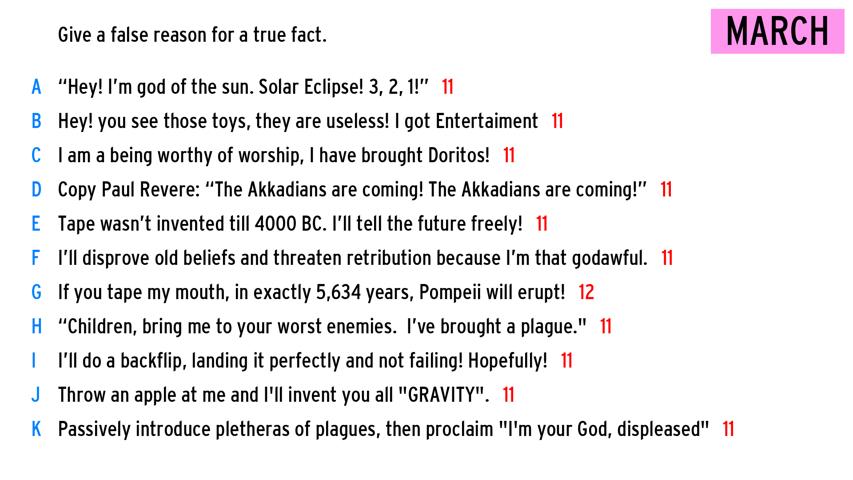 Give a false reason for a true fact.
MARCH
A “Hey! I’m god of the sun. Solar Eclipse! 3, 2, 1!” 11
B Hey! you see those toys, they are useless! I got Entertaiment 11
C I am a being worthy of worship, I have brought Doritos! 11
D Copy Paul Revere: “The Akkadians are coming! The Akkadians are coming!” 11
E Tape wasn’t invented till 4000 BC. I’ll tell the future freely! 11
F I’ll disprove old beliefs and threaten retribution because I’m that godawful. 11
G If you tape my mouth, in exactly 5,634 years, Pompeii will erupt! 12
H “Children, bring me to your worst enemies. I’ve brought a plague." 11
I I’ll do a backflip, landing it perfectly and not failing! Hopefully! 11
J Throw an apple at me and I'll invent you all "GRAVITY". 11
K Passively introduce pletheras of plagues, then proclaim "I'm your God, displeased" 11